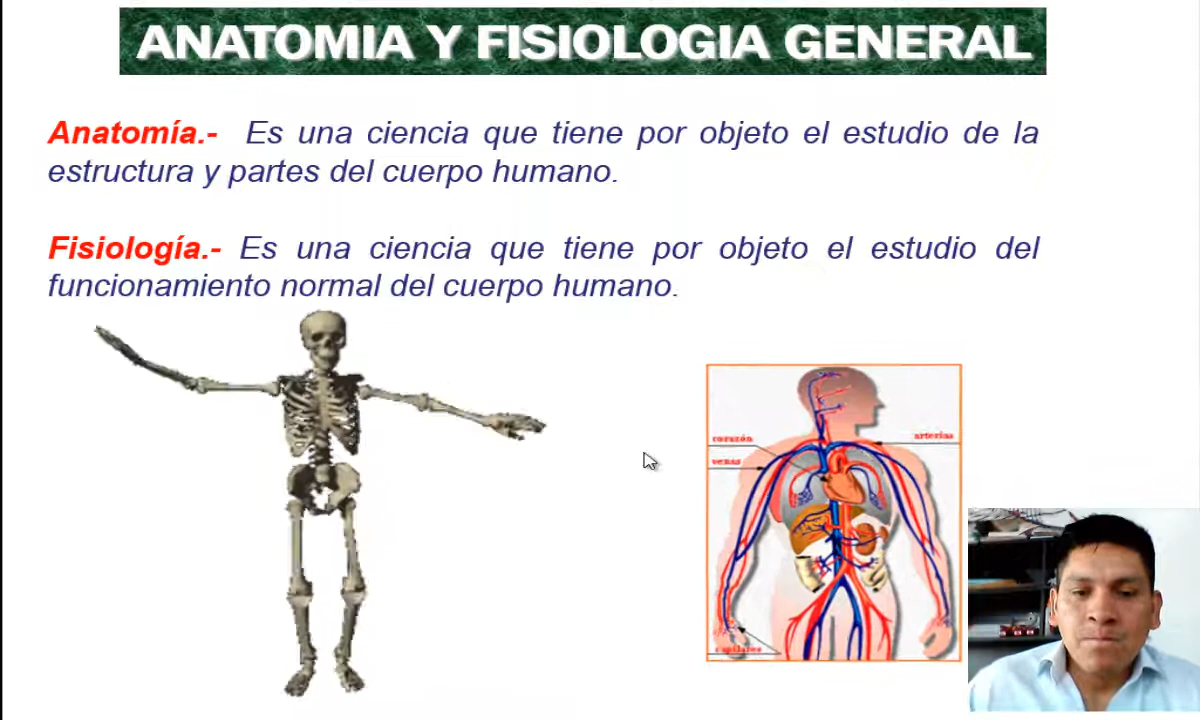 ANATOMIA Y FISIOLOGIA GENERAL
Anatomía.- Es una ciencia que tiene por objeto el estudio de la
estructura y partes del cuerpo humano.
Fisiología.- Es una ciencia que tiene por objeto el estudio del
funcionamiento normal del cuerpo humano.
corazón
arterias
venas
capilares